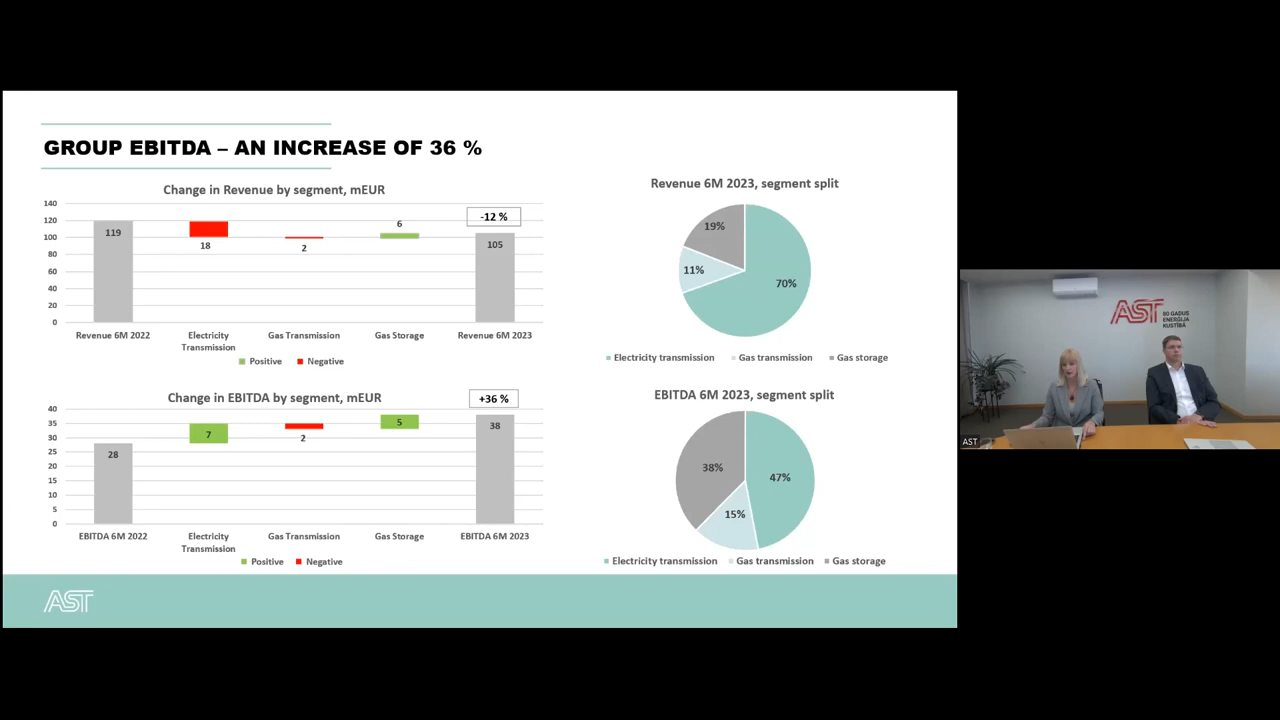 GROUP EBITDA – AN INCREASE OF 36 %
Change in Revenue by segment, mEUR
140
120
100
80
60
40
20
0
119
18
2
6
-12 %
105
Revenue 6M 2022
Electricity
Transmission
Gas Transmission
Gas Storage
Revenue 6M 2023
Positive
Negative
Revenue 6M 2023, segment split
19%
11%
70%
Electricity transmission
Gas transmission
Gas storage
Change in EBITDA by segment, mEUR
40
35
30
25
20
15
10
5
0
28
7
2
5
+36 %
38
EBITDA 6M 2022
Electricity
Transmission
Gas Transmission
Gas Storage
EBITDA 6M 2023
Positive
Negative
EBITDA 6M 2023, segment split
38%
47%
15%
Electricity transmission
Gas transmission
Gas storage
AST
AST
80 GADUS
ENERĢIJA
KUSTĪBĀ
AST